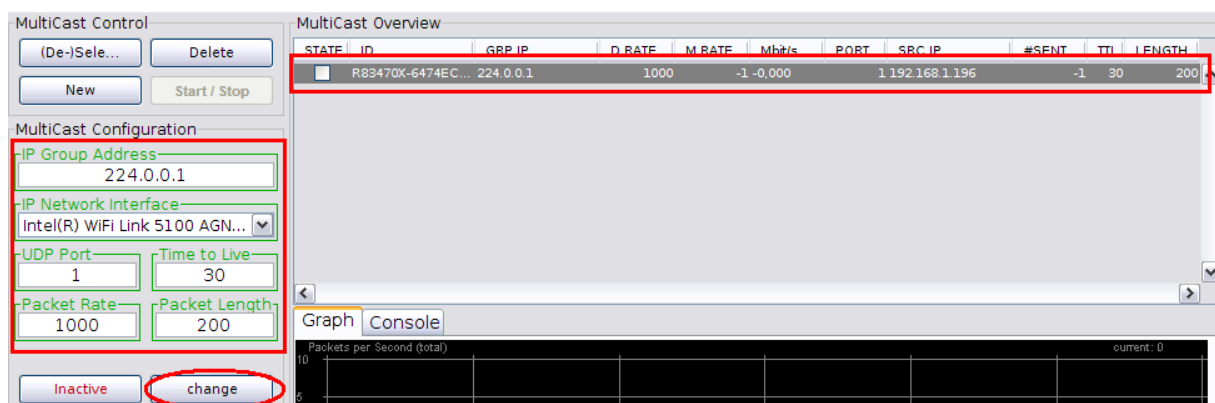 MultiCast Control
(De-)Sele...
Delete
New
Start / Stop
MultiCast Configuration
IP Group Address
224.0.0.1
IP Network Interface
Intel(R) WiFi Link 5100 AGN...
UDP Port
Time to Live
1
30
Packet Rate
Packet Length
1000
200
Inactive
change
MultiCast Overview
STATE ID GRP IP D RATE M RATE Mbit/s PORT SRC IP #SENT TTL LENGTH
R83470X-6474EC... 224.0.0.1 1000 -1 -0,000 1 192.168.1.196 -1 30 200
Graph Console
Packets per Second (total) current: 0
10
5